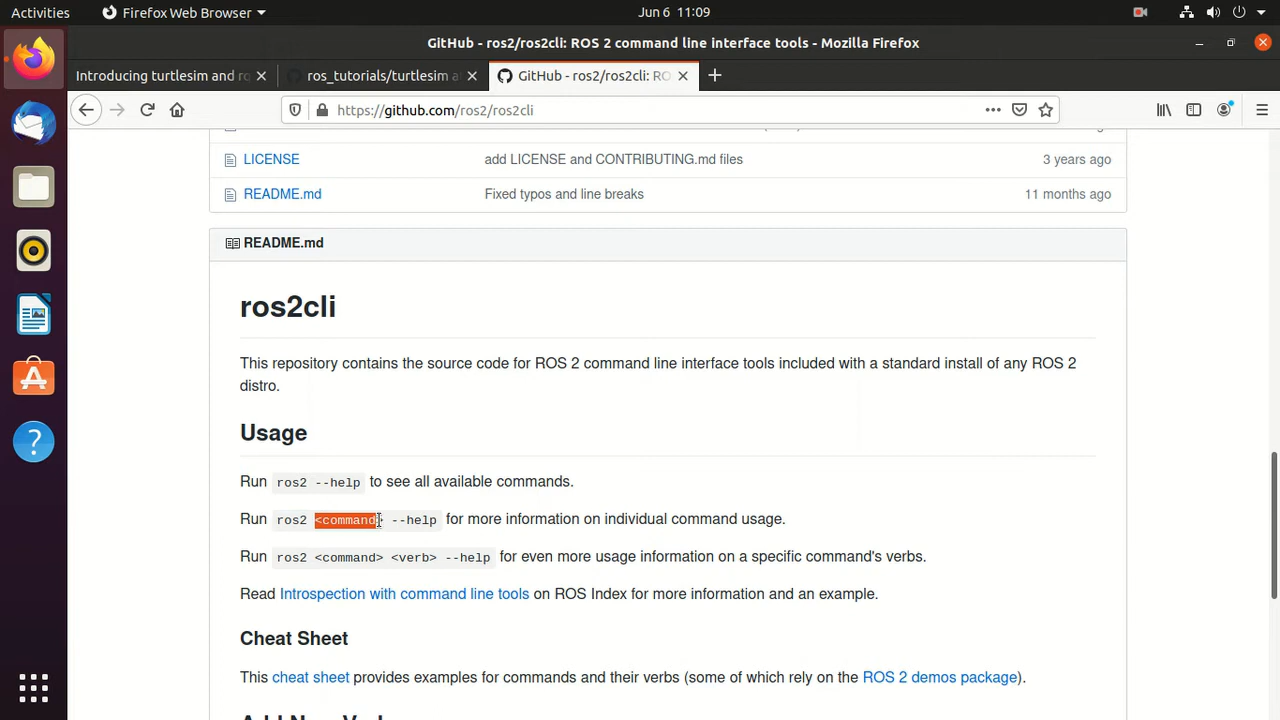 Activities Firefox Web Browser Jun 6 11:09
GitHub - ros2/ros2cli: ROS 2 command line interface tools - Mozilla Firefox
Introducing turtlesim and rq ros_tutorials/turtlesim a GitHub - ros2/ros2cli: RO
https://github.com/ros2/ros2cli
LICENSE add LICENSE and CONTRIBUTING.md files 3 years ago
README.md Fixed typos and line breaks 11 months ago
README.md
ros2cli
This repository contains the source code for ROS 2 command line interface tools included with a standard install of any ROS 2
distro.
Usage
Run ros2 --help to see all available commands.
Run ros2 <command> --help for more information on individual command usage.
Run ros2 <command> <verb> --help for even more usage information on a specific command's verbs.
Read Introspection with command line tools on ROS Index for more information and an example.
Cheat Sheet
This cheat sheet provides examples for commands and their verbs (some of which rely on the ROS 2 demos package).